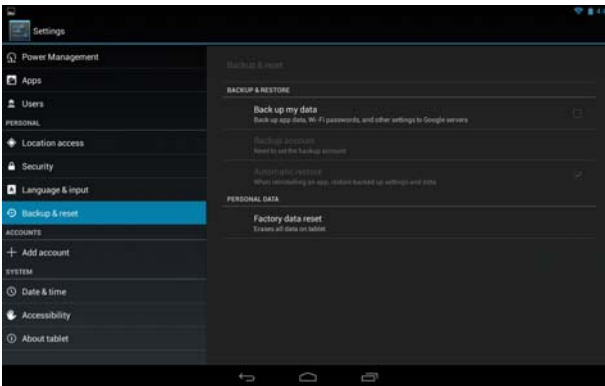 4:4
Settings
Power Management
Apps
Users
PERSONAL
Location access
Security
Language & input
Backup & reset
ACCOUNTS
Add account
SYSTEM
Date & time
Accessibility
About tablet
Backup & reset
BACKUP & RESTORE
Back up my data
Back up app data, Wi-Fi passwords, and other settings to Google servers
Backup account
Need to set the backup account
Automatic restore
When reinstalling an app, restore backed up settings and data
PERSONAL DATA
Factory data reset
Erases all data on tablet